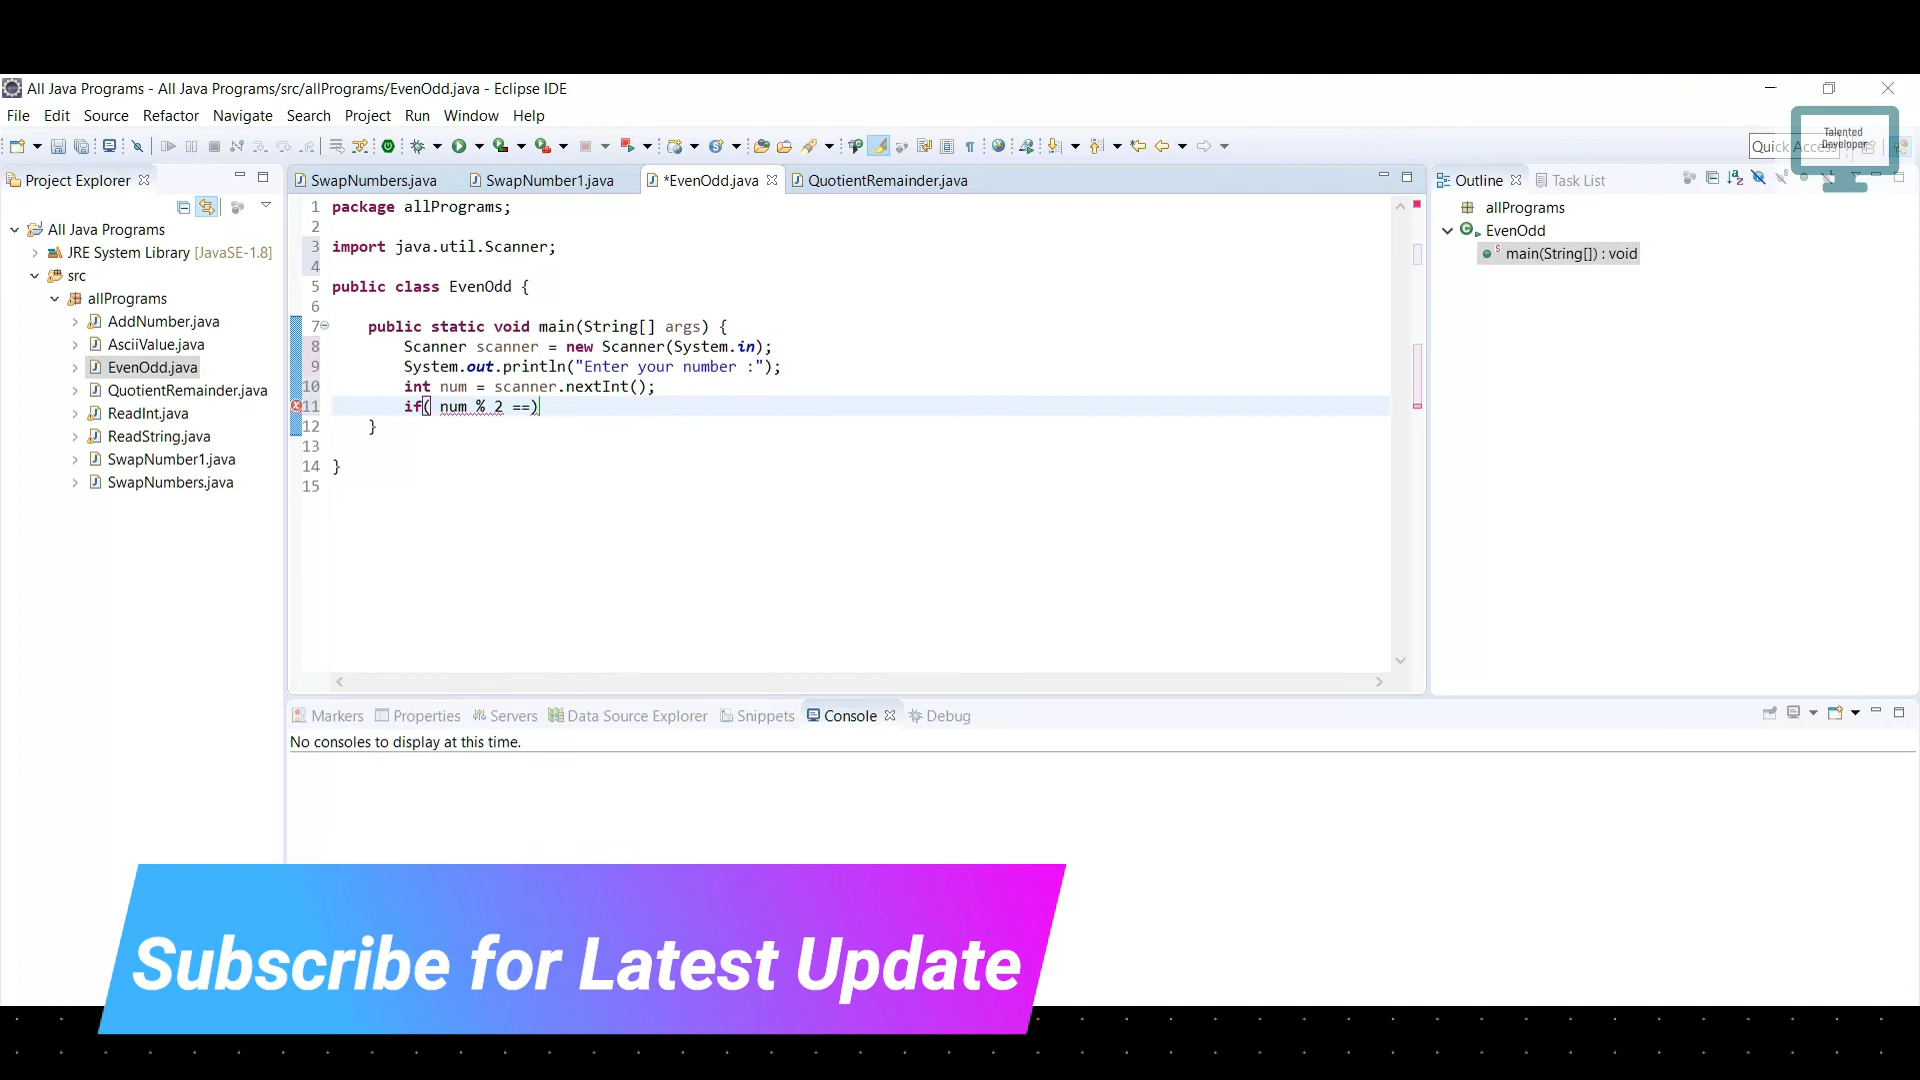 All Java Programs - All Java Programs/src/allPrograms/EvenOdd.java - Eclipse IDE
File Edit Source Refactor Navigate Search Project Run Window Help
Quick Access
Talented
Developer
Project Explorer
SwapNumbers.java SwapNumber1.java *EvenOdd.java QuotientRemainder.java
Outline Task List
All Java Programs
JRE System Library [JavaSE-1.8]
src
allPrograms
AddNumber.java
AsciiValue.java
EvenOdd.java
QuotientRemainder.java
ReadInt.java
ReadString.java
SwapNumber1.java
SwapNumbers.java
1 package allPrograms;
2
3 import java.util.Scanner;
4
5 public class EvenOdd {
6
7 public static void main(String[] args) {
8 Scanner scanner = new Scanner(System.in);
9 System.out.println("Enter your number :");
10 int num = scanner.nextInt();
11 if( num % 2 ==)
12 }
13
14 }
15
allPrograms
EvenOdd
main(String[]) : void
Markers Properties Servers Data Source Explorer Snippets Console Debug
No consoles to display at this time.
Subscribe for Latest Update